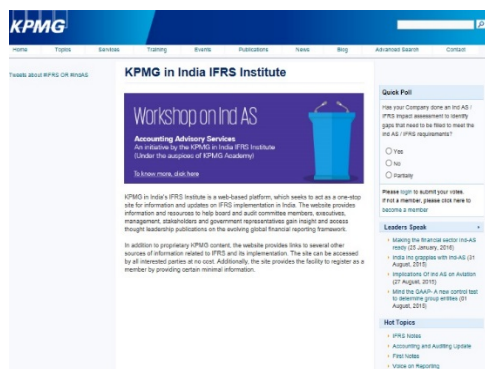 KPMG
Home Topics Services Training Events Publications News Blog Advanced Search Contact
Tweets about #IFRS OR #IndAS
KPMG in India IFRS Institute
Workshop on Ind AS
Accounting Advisory Services
An initiative by the KPMG in India IFRS Institute
(Under the auspices of KPMG Academy)
To know more, click here
KPMG in India's IFRS Institute is a web-based platform, which seeks to act as a one-stop
site for information and updates on IFRS implementation in India. The website provides
information and resources to help board and audit committee members, executives,
management, stakeholders and government representatives gain insight and access
thought leadership publications on the evolving global financial reporting framework.
In addition to proprietary KPMG content, the website provides links to several other
sources of information related to IFRS and its implementation. The site can be accessed
by all interested parties at no cost. Additionally, the site provides the facility to register as a
member by providing certain minimal information.
Quick Poll
Has your Company done an Ind AS /
IFRS impact assessment to identify
gaps that need to be filled to meet the
Ind AS / IFRS requirements?
Yes
No
Partially
Please login to submit your votes.
If not a member, please click here to
become a member
Leaders Speak
Making the financial sector Ind-AS
ready (25 January, 2016)
India Inc grapples with Ind-AS (31
August, 2015)
Implications Of Ind AS on Aviation
(27 August, 2015)
Mind the GAAP- A new control test
to determine group entities (01
August, 2015)
Hot Topics
IFRS Notes
Accounting and Auditing Update
First Notes
Voice on Reporting